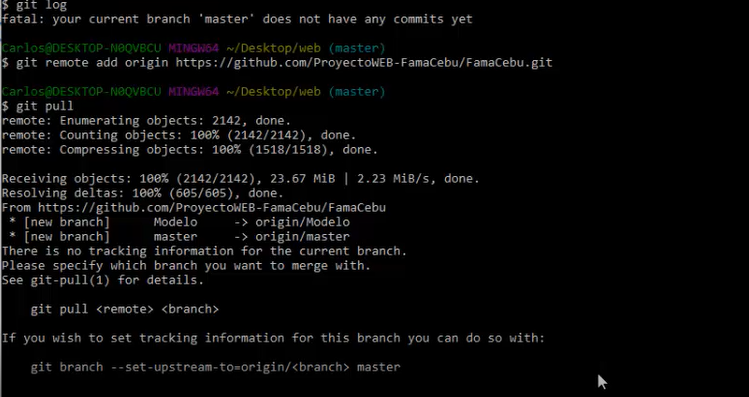 $ git log
fatal: your current branch 'master' does not have any commits yet
Carlos@DESKTOP-N0QVBCU MINGW64 ~/Desktop/web (master)
$ git remote add origin https://github.com/ProyectoWEB-FamaCebu/FamaCebu.git
Carlos@DESKTOP-N0QVBCU MINGW64 ~/Desktop/web (master)
$ git pull
remote: Enumerating objects: 2142, done.
remote: Counting objects: 100% (2142/2142), done.
remote: Compressing objects: 100% (1518/1518), done.
Receiving objects: 100% (2142/2142), 23.67 MiB | 2.23 MiB/s, done.
Resolving deltas: 100% (605/605), done.
From https://github.com/ProyectoWEB-FamaCebu/FamaCebu
 * [new branch]      Modelo     -> origin/Modelo
 * [new branch]      master     -> origin/master
There is no tracking information for the current branch.
Please specify which branch you want to merge with.
See git-pull(1) for details.
    git pull <remote> <branch>
If you wish to set tracking information for this branch you can do so with:
    git branch --set-upstream-to=origin/<branch> master